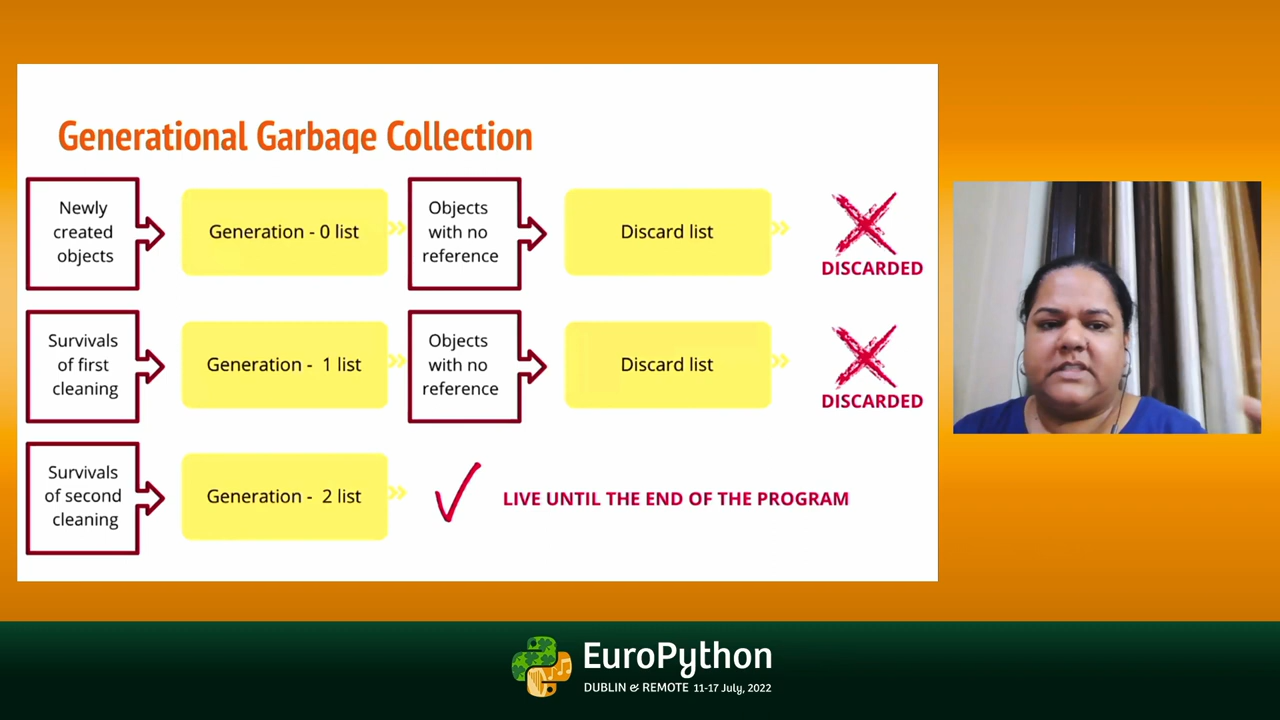 Generational Garbage Collection
Newly
created
objects
Generation - 0 list
Objects
with no
reference
Discard list
DISCARDED
Survivals
of first
cleaning
Generation -  1 list
Objects
with no
reference
Discard list
DISCARDED
Survivals
of second
cleaning
Generation -  2 list
LIVE UNTIL THE END OF THE PROGRAM
EuroPython
DUBLIN & REMOTE 11-17 July, 2022